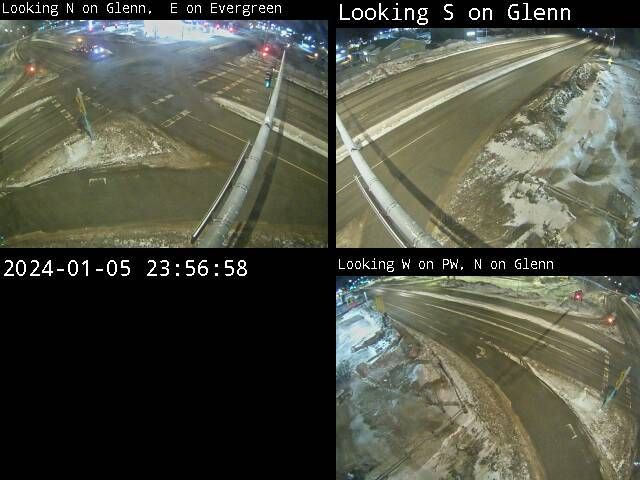 Looking N on Glenn,  E on Evergreen
Looking S on Glenn
2024-01-05 23:56:58
Looking W on PW, N on Glenn